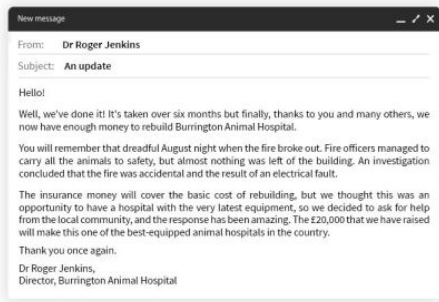 New message
From: Dr Roger Jenkins
Subject: An update
Hello!
Well, we've done it! It's taken over six months but finally, thanks to you and many others, we
now have enough money to rebuild Burrington Animal Hospital.
You will remember that dreadful August night when the fire broke out. Fire officers managed to
carry all the animals to safety, but almost nothing was left of the building. An investigation
concluded that the fire was accidental and the result of an electrical fault.
The insurance money will cover the basic cost of rebuilding, but we thought this was an
opportunity to have a hospital with the very latest equipment, so we decided to ask for help
from the local community, and the response has been amazing. The £20,000 that we have raised
will make this one of the best-equipped animal hospitals in the country.
Thank you once again.
Dr Roger Jenkins,
Director, Burrington Animal Hospital